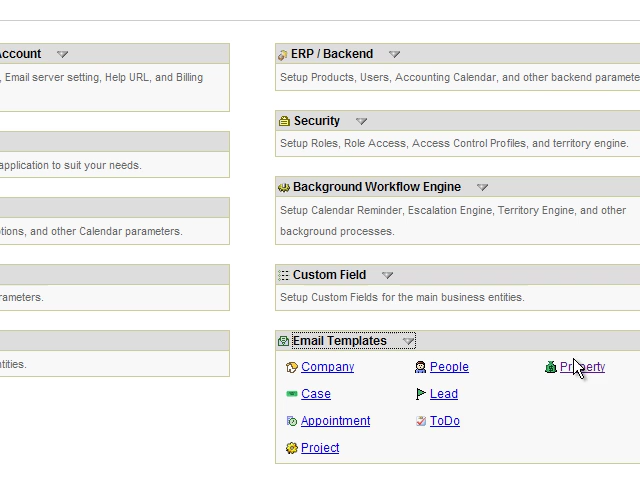 ccount
, Email server setting, Help URL, and Billing
application to suit your needs.
tions, and other Calendar parameters.
rameters.
tities.
ERP / Backend
Setup Products, Users, Accounting Calendar, and other backend paramete
Security
Setup Roles, Role Access, Access Control Profiles, and territory engine.
Background Workflow Engine
Setup Calendar Reminder, Escalation Engine, Territory Engine, and other
background processes.
Custom Field
Setup Custom Fields for the main business entities.
Email Templates
Company People Property
Case Lead
Appointment ToDo
Project